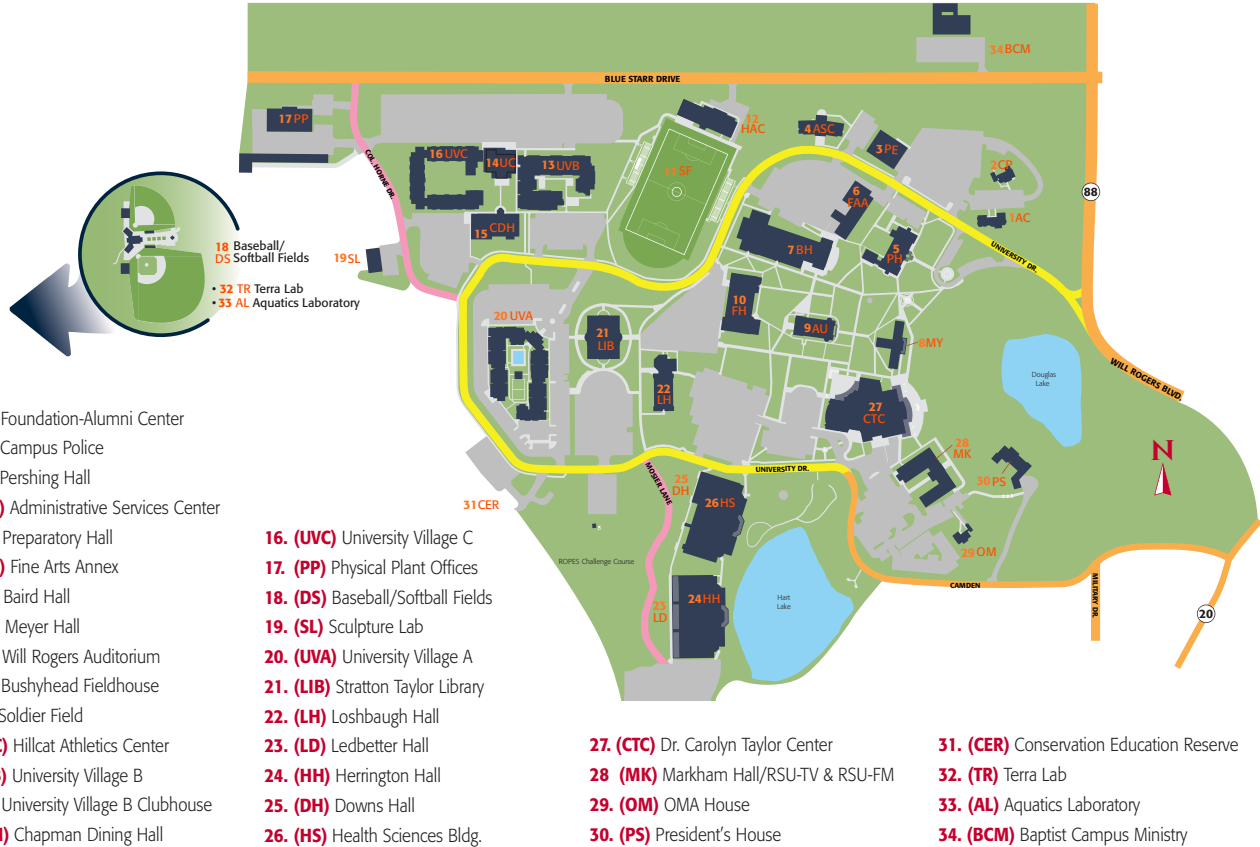 34 BCM
BLUE STARR DRIVE
17 PP
12
HAC
4 ASC
3 PE
COL. HORNE DR.
16 UVC
14 UC
13 UVB
11 SF
2 CP
88
6
FAA
1 AC
15 CDH
7 BH
5
PH
UNIVERSITY DR.
18 Baseball/
DS Softball Fields
19 SL
• 32 TR Terra Lab
• 33 AL Aquatics Laboratory
20 UVA
10
FH
9 AU
21
LIB
8 MY
Douglas
Lake
WILL ROGERS BLVD.
22
LH
27
CTC
28
MK
N
MOSIER LANE
UNIVERSITY DR.
25
DH
30 PS
31 CER
26 HS
29 OM
ROPES Challenge Course
CAMDEN
MILITARY DR.
Hart
Lake
23
LD
24 HH
20
Foundation-Alumni Center
Campus Police
Pershing Hall
) Administrative Services Center
Preparatory Hall
) Fine Arts Annex
Baird Hall
Meyer Hall
Will Rogers Auditorium
Bushyhead Fieldhouse
Soldier Field
) Hillcat Athletics Center
) University Village B
University Village B Clubhouse
) Chapman Dining Hall
16. (UVC) University Village C
17. (PP) Physical Plant Offices
18. (DS) Baseball/Softball Fields
19. (SL) Sculpture Lab
20. (UVA) University Village A
21. (LIB) Stratton Taylor Library
22. (LH) Loshbaugh Hall
23. (LD) Ledbetter Hall
24. (HH) Herrington Hall
25. (DH) Downs Hall
26. (HS) Health Sciences Bldg.
27. (CTC) Dr. Carolyn Taylor Center
28 (MK) Markham Hall/RSU-TV & RSU-FM
29. (OM) OMA House
30. (PS) President's House
31. (CER) Conservation Education Reserve
32. (TR) Terra Lab
33. (AL) Aquatics Laboratory
34. (BCM) Baptist Campus Ministry